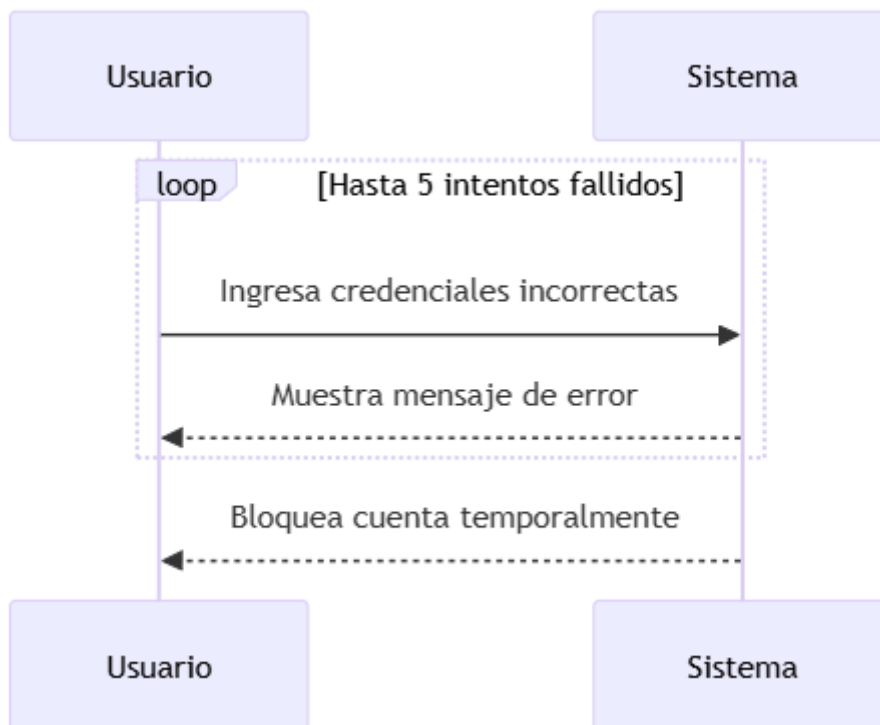 Usuario
Sistema
loop
[Hasta 5 intentos fallidos]
Ingresa credenciales incorrectas
Muestra mensaje de error
Bloquea cuenta temporalmente
Usuario
Sistema